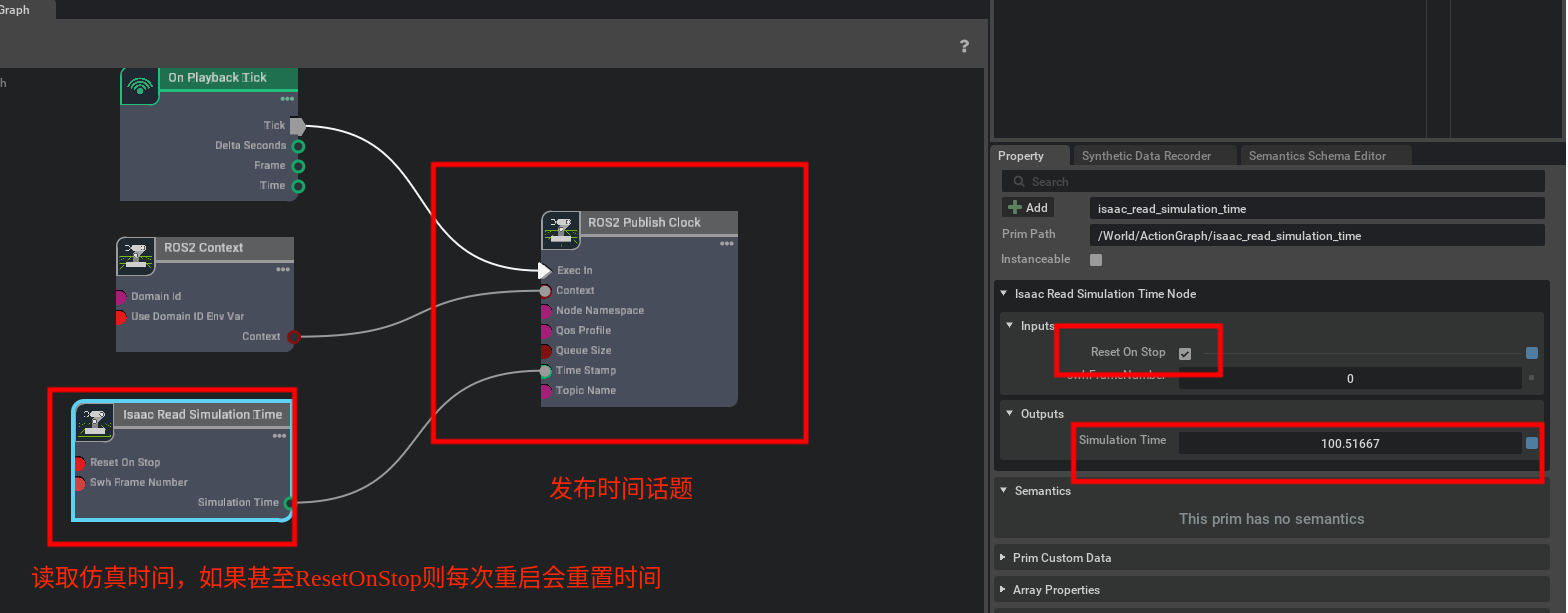 Graph
?
h
On Playback Tick
Tick
Delta Seconds
Frame
Time
ROS2 Context
Domain Id
Use Domain ID Env Var
Context
Isaac Read Simulation Time
Reset On Stop
Swh Frame Number
Simulation Time
ROS2 Publish Clock
Exec In
Context
Node Namespace
Qos Profile
Queue Size
Time Stamp
Topic Name
发布时间话题
读取仿真时间，如果甚至ResetOnStop则每次重启会重置时间
Property
Synthetic Data Recorder
Semantics Schema Editor
Search
Add
isaac_read_simulation_time
Prim Path
/World/ActionGraph/isaac_read_simulation_time
Instanceable
Isaac Read Simulation Time Node
Inputs
Reset On Stop
swhFrameNumber
0
Outputs
Simulation Time
100.51667
Semantics
This prim has no semantics
Prim Custom Data
Array Properties